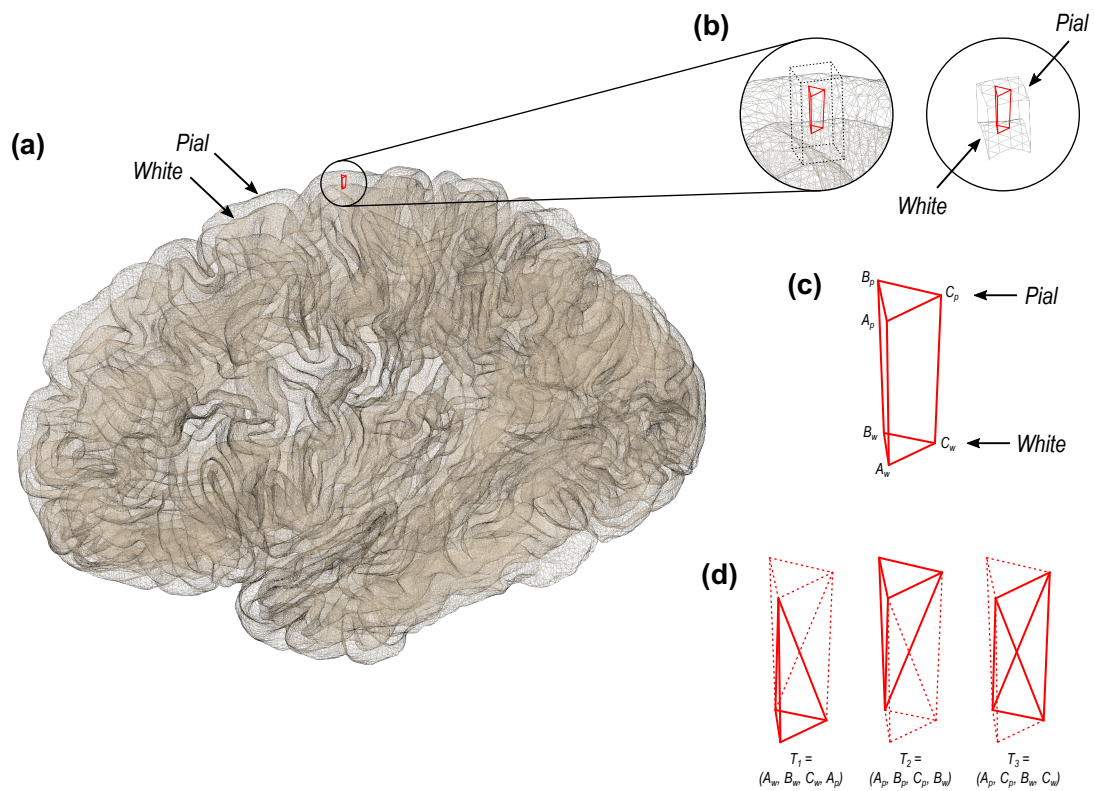 (a)
Pial
White
(b)
Pial
White
(c)
B_p
C_p
Pial
A_p
B_w
C_w
White
A_w
(d)
T_1 =
(A_w, B_w, C_w, A_p)
T_2 =
(A_p, B_p, C_p, B_w)
T_3 =
(A_p, C_p, B_w, C_w)